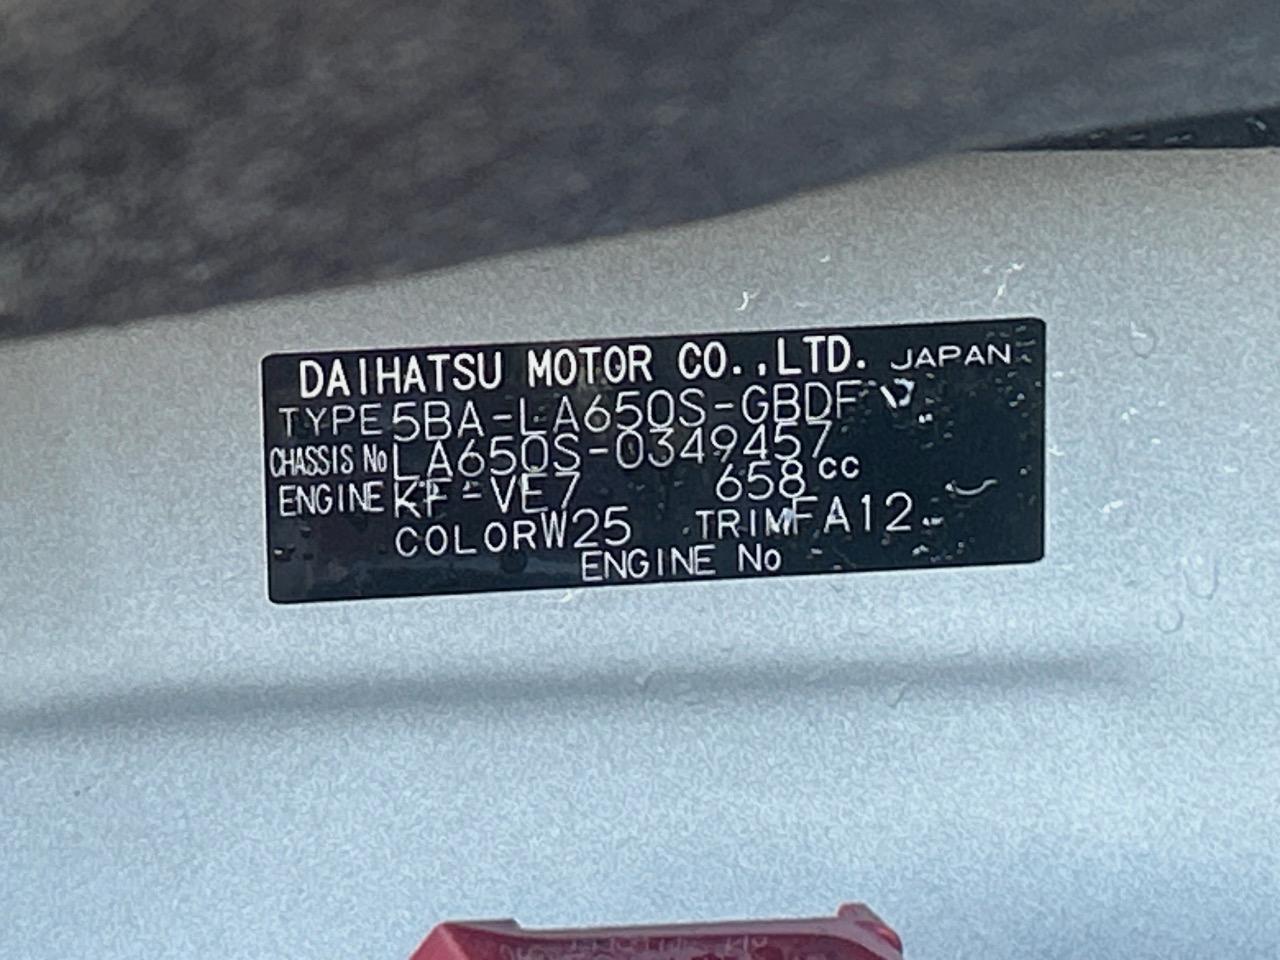 DAIHATSU MOTOR CO.,LTD. JAPAN
TYPE 5BA-LA650S-GBDF
CHASSIS No LA650S-0349457
ENGINE KF-VE7 658cc
COLOR W25 TRIM FA12
ENGINE No